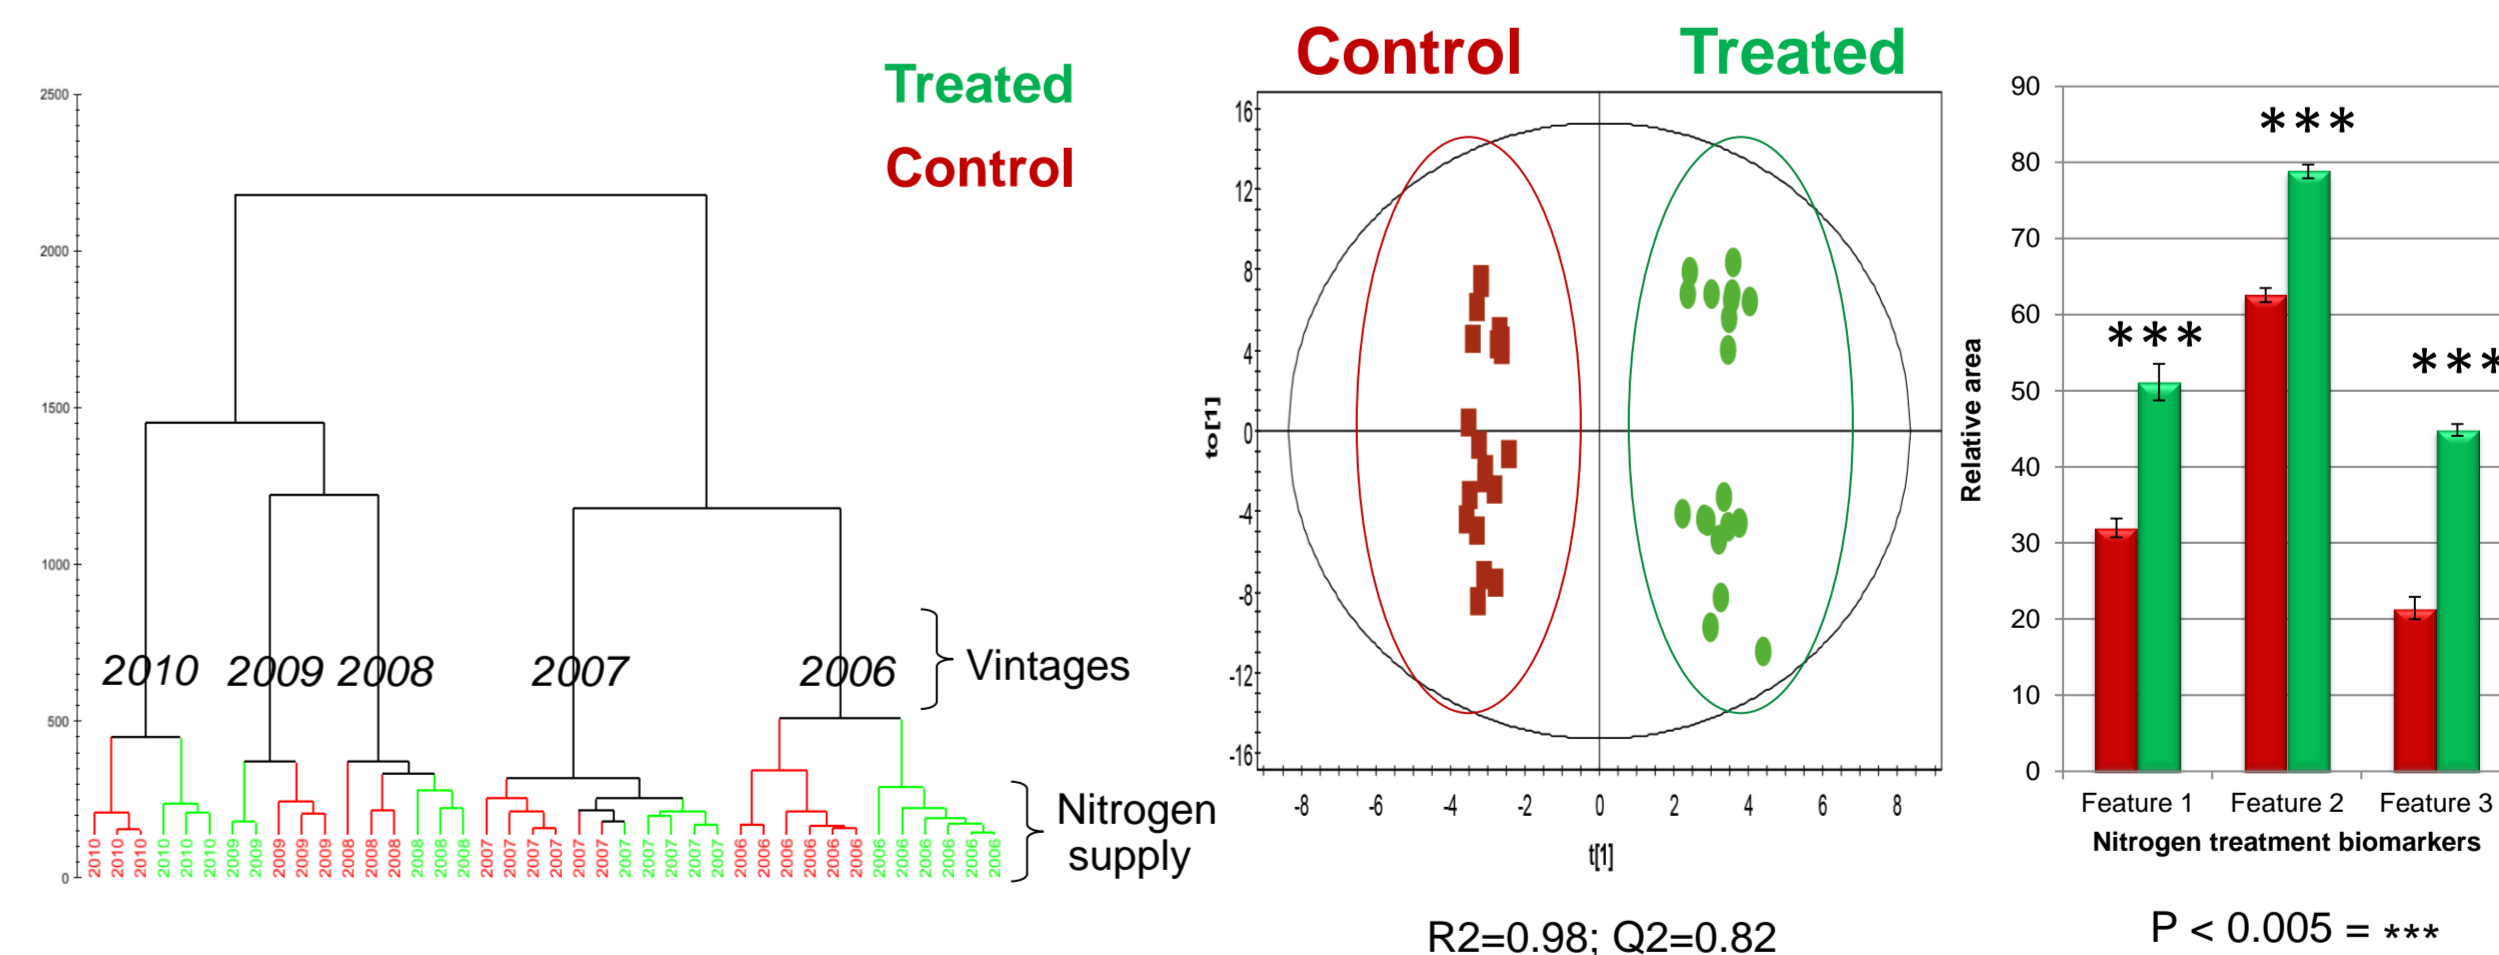 Treated
Control
2500
2000
1500
1000
500
0
2010 2009 2008 2007 2006
Vintages
Nitrogen
supply
2010 2010 2010 2010 2010 2010 2009 2009 2009 2009 2009 2008 2008 2008 2008 2008 2008 2007 2007 2007 2007 2007 2007 2007 2007 2007 2007 2007 2006 2006 2006 2006 2006 2006 2006 2006 2006 2006 2006 2006
Control Treated
to[1]
16
12
8
4
0
-4
-8
-12
-16
-8 -6 -4 -2 0 2 4 6 8
t[1]
R2=0.98; Q2=0.82
Relative area
90
80
70
60
50
40
30
20
10
0
***
***
***
Feature 1 Feature 2 Feature 3
Nitrogen treatment biomarkers
P < 0.005 = ***